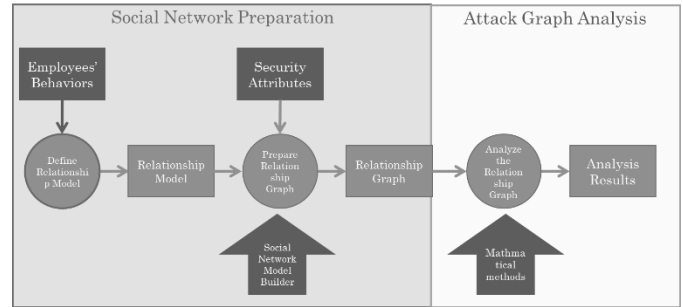 Social Network Preparation
Attack Graph Analysis
Employees'
Behaviors
Security
Attributes
Define
Relationshi
p Model
Relationship
Model
Prepare
Relation
ship
Graph
Relationship
Graph
Analyze
the
Relation
ship
Graph
Analysis
Results
Social
Network
Model
Builder
Mathma
tical
methods